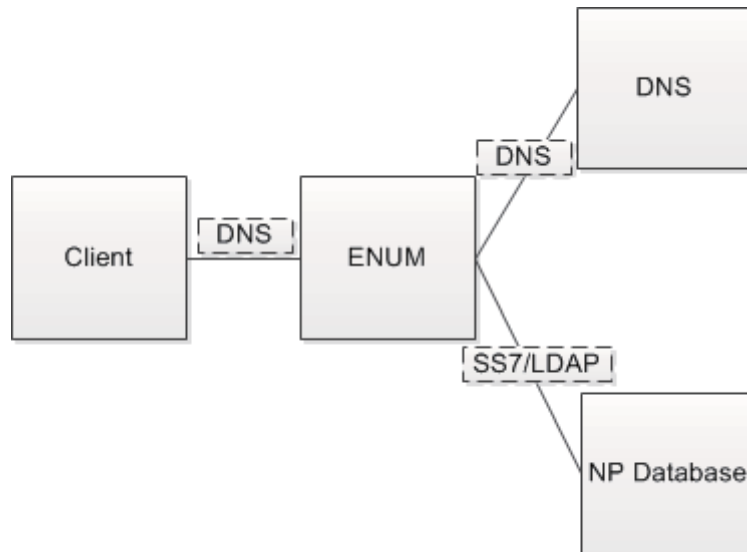 DNS
DNS
DNS
Client
ENUM
SS7/LDAP
NP Database